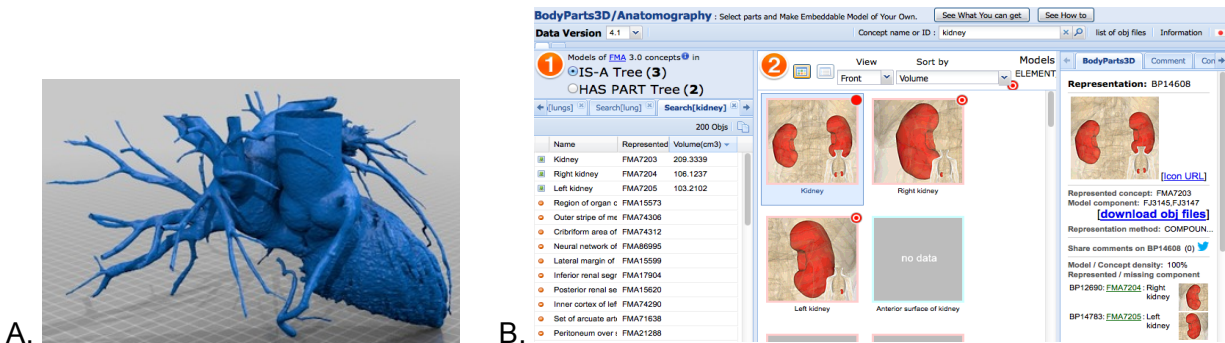 BodyParts3D/Anatomography : Select parts and Make Embeddable Model of Your Own. See What You can get See How to
Data Version 4.1 Concept name or ID : kidney list of obj files Information
1 Models of FMA 3.0 concepts in
IS-A Tree (3)
HAS PART Tree (2)
[lungs] Search[lung] Search[kidney]
200 Objs
Name Represented Volume(cm3)
Kidney FMA7203 209.3339
Right kidney FMA7204 106.1237
Left kidney FMA7205 103.2102
Region of organ c FMA15573
Outer stripe of me FMA74306
Cribriform area of FMA74312
Neural network of FMA86995
Lateral margin of FMA15599
Inferior renal segr FMA17904
Posterior renal se FMA15620
Inner cortex of lef FMA74290
Set of arcuate arte FMA71638
Peritoneum over FMA21288
2 View Sort by Models
Front Volume ELEMENT
Kidney Right kidney
no data
Left kidney Anterior surface of kidney
BodyParts3D Comment Con
Representation: BP14608
[Icon URL]
Represented concept: FMA7203
Model component: FJ3145,FJ3147
[download obj files]
Representation method: COMPOUN...
Share comments on BP14608 (0)
Model / Concept density: 100%
Represented / missing component
BP12690: FMA7204 : Right
kidney
BP14783: FMA7205 : Left
kidney
A. B.